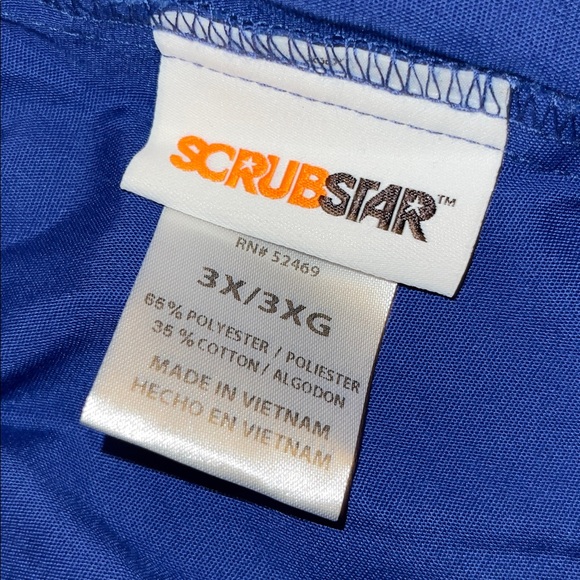 SCRUBSTAR™
RN# 52469
3X/3XG
65% POLYESTER / POLIESTER
35% COTTON / ALGODON
MADE IN VIETNAM
HECHO EN VIETNAM